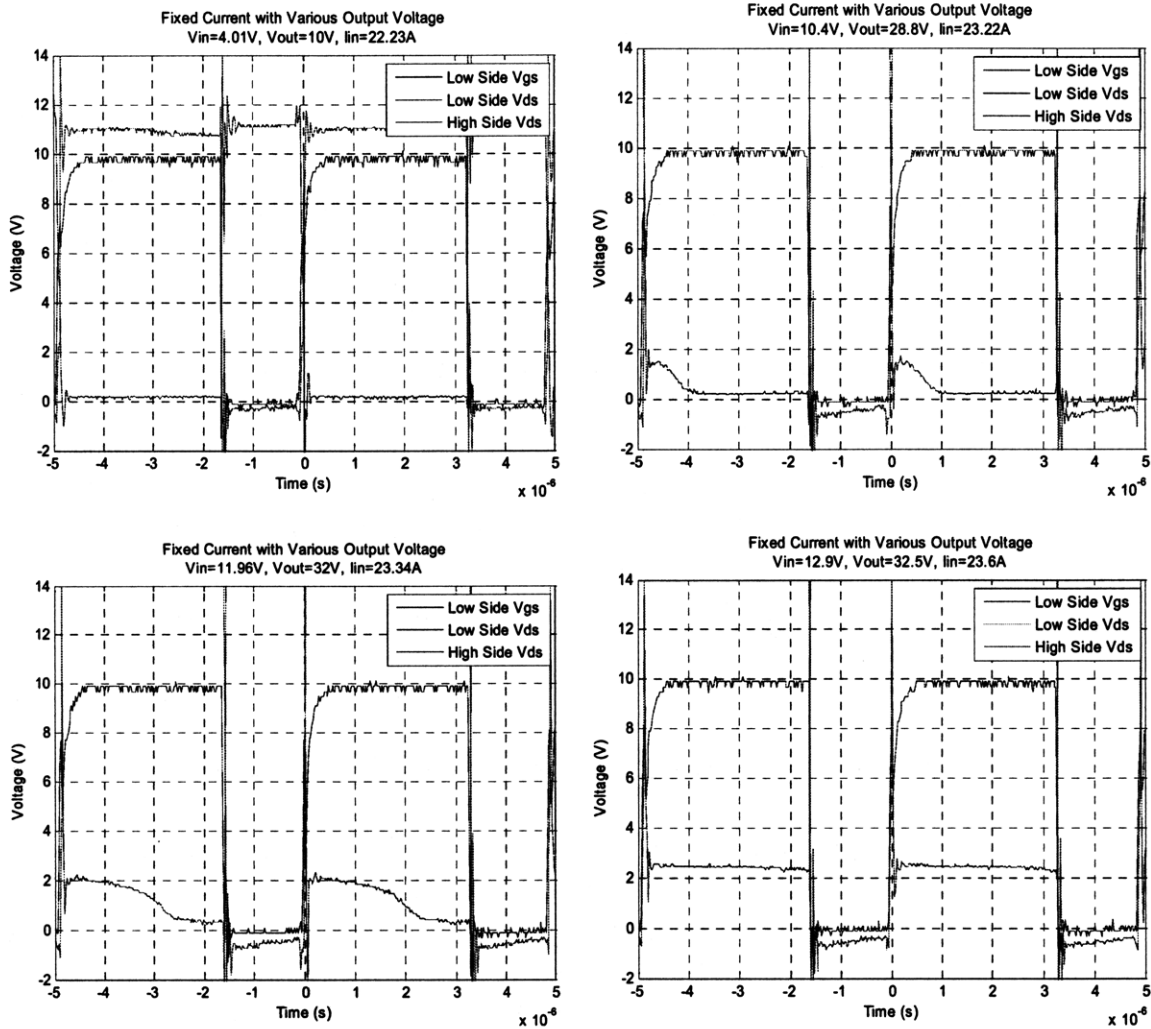 Fixed Current with Various Output Voltage
Vin=4.01V, Vout=10V, Iin=22.23A
14
12
10
8
6
4
2
0
-2
Voltage (V)
Low Side Vgs
Low Side Vds
High Side Vds
-5 -4 -3 -2 -1 0 1 2 3 4 5
Time (s)
x 10-6
Fixed Current with Various Output Voltage
Vin=10.4V, Vout=28.8V, Iin=23.22A
14
12
10
8
6
4
2
0
-2
Voltage (V)
Low Side Vgs
Low Side Vds
High Side Vds
-5 -4 -3 -2 -1 0 1 2 3 4 5
Time (s)
x 10-6
Fixed Current with Various Output Voltage
Vin=11.96V, Vout=32V, Iin=23.34A
14
12
10
8
6
4
2
0
-2
Voltage (V)
Low Side Vgs
Low Side Vds
High Side Vds
-5 -4 -3 -2 -1 0 1 2 3 4 5
Time (s)
x 10-6
Fixed Current with Various Output Voltage
Vin=12.9V, Vout=32.5V, Iin=23.6A
14
12
10
8
6
4
2
0
-2
Voltage (V)
Low Side Vgs
Low Side Vds
High Side Vds
-5 -4 -3 -2 -1 0 1 2 3 4 5
Time (s)
x 10-6